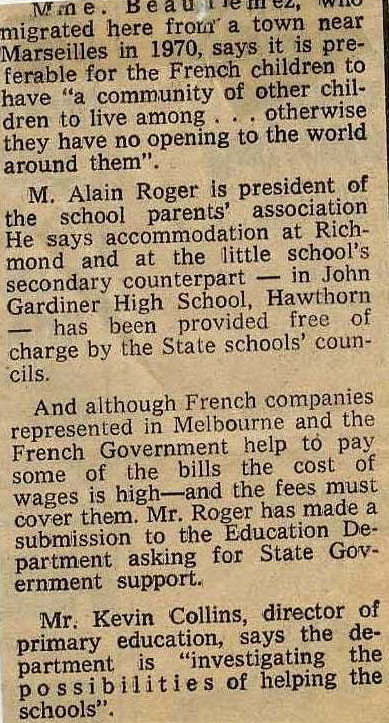 Mme. Beau
migrated here from a town near
Marseilles in 1970, says it is pre-
ferable for the French children to
have “a community of other chil-
dren to live among . . . otherwise
they have no opening to the world
around them”.
M. Alain Roger is president of
the school parents’ association
He says accommodation at Rich-
mond and at the little school’s
secondary counterpart — in John
Gardiner High School, Hawthorn
— has been provided free of
charge by the State schools’ coun-
cils.
And although French companies
represented in Melbourne and the
French Government help to pay
some of the bills the cost of
wages is high—and the fees must
cover them. Mr. Roger has made a
submission to the Education De-
partment asking for State Gov-
ernment support.
Mr. Kevin Collins, director of
primary education, says the de-
partment is “investigating the
possibilities of helping the
schools”.